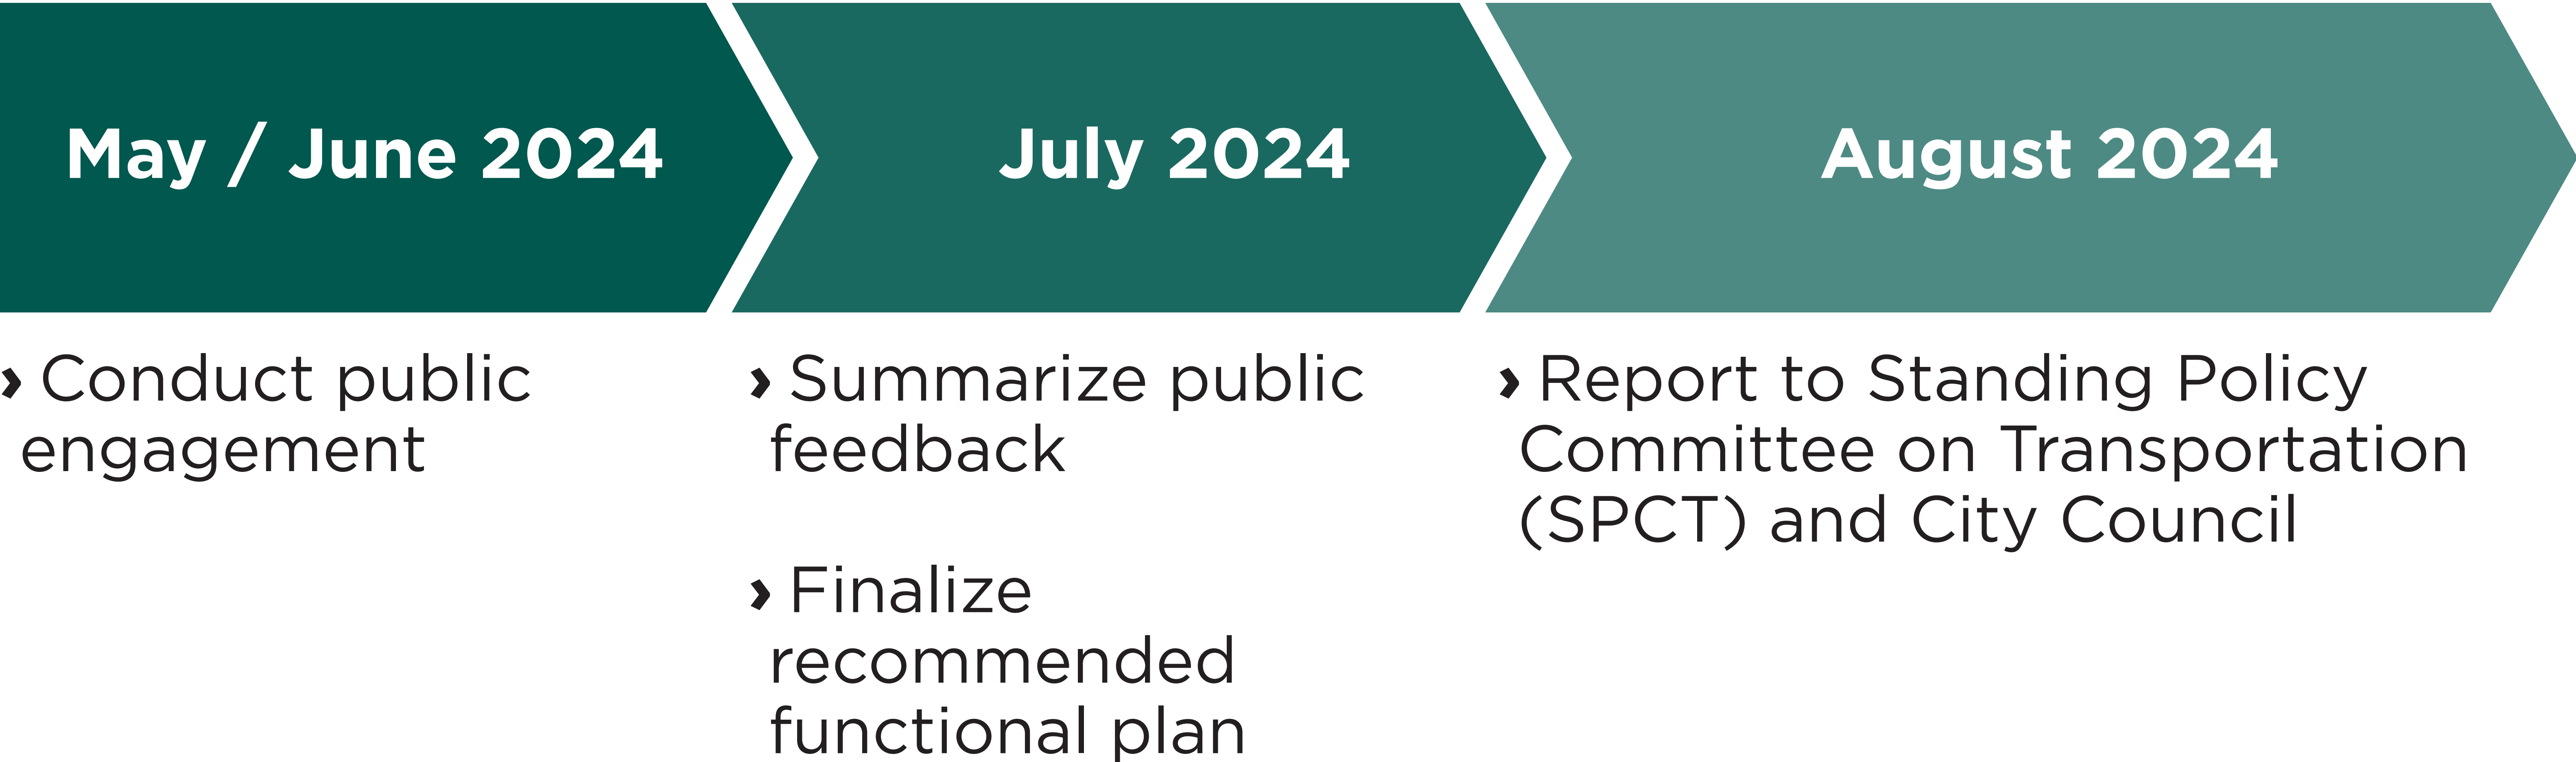 May / June 2024
July 2024
August 2024
› Conduct public
engagement
› Summarize public
feedback
› Finalize
recommended
functional plan
› Report to Standing Policy
Committee on Transportation
(SPCT) and City Council